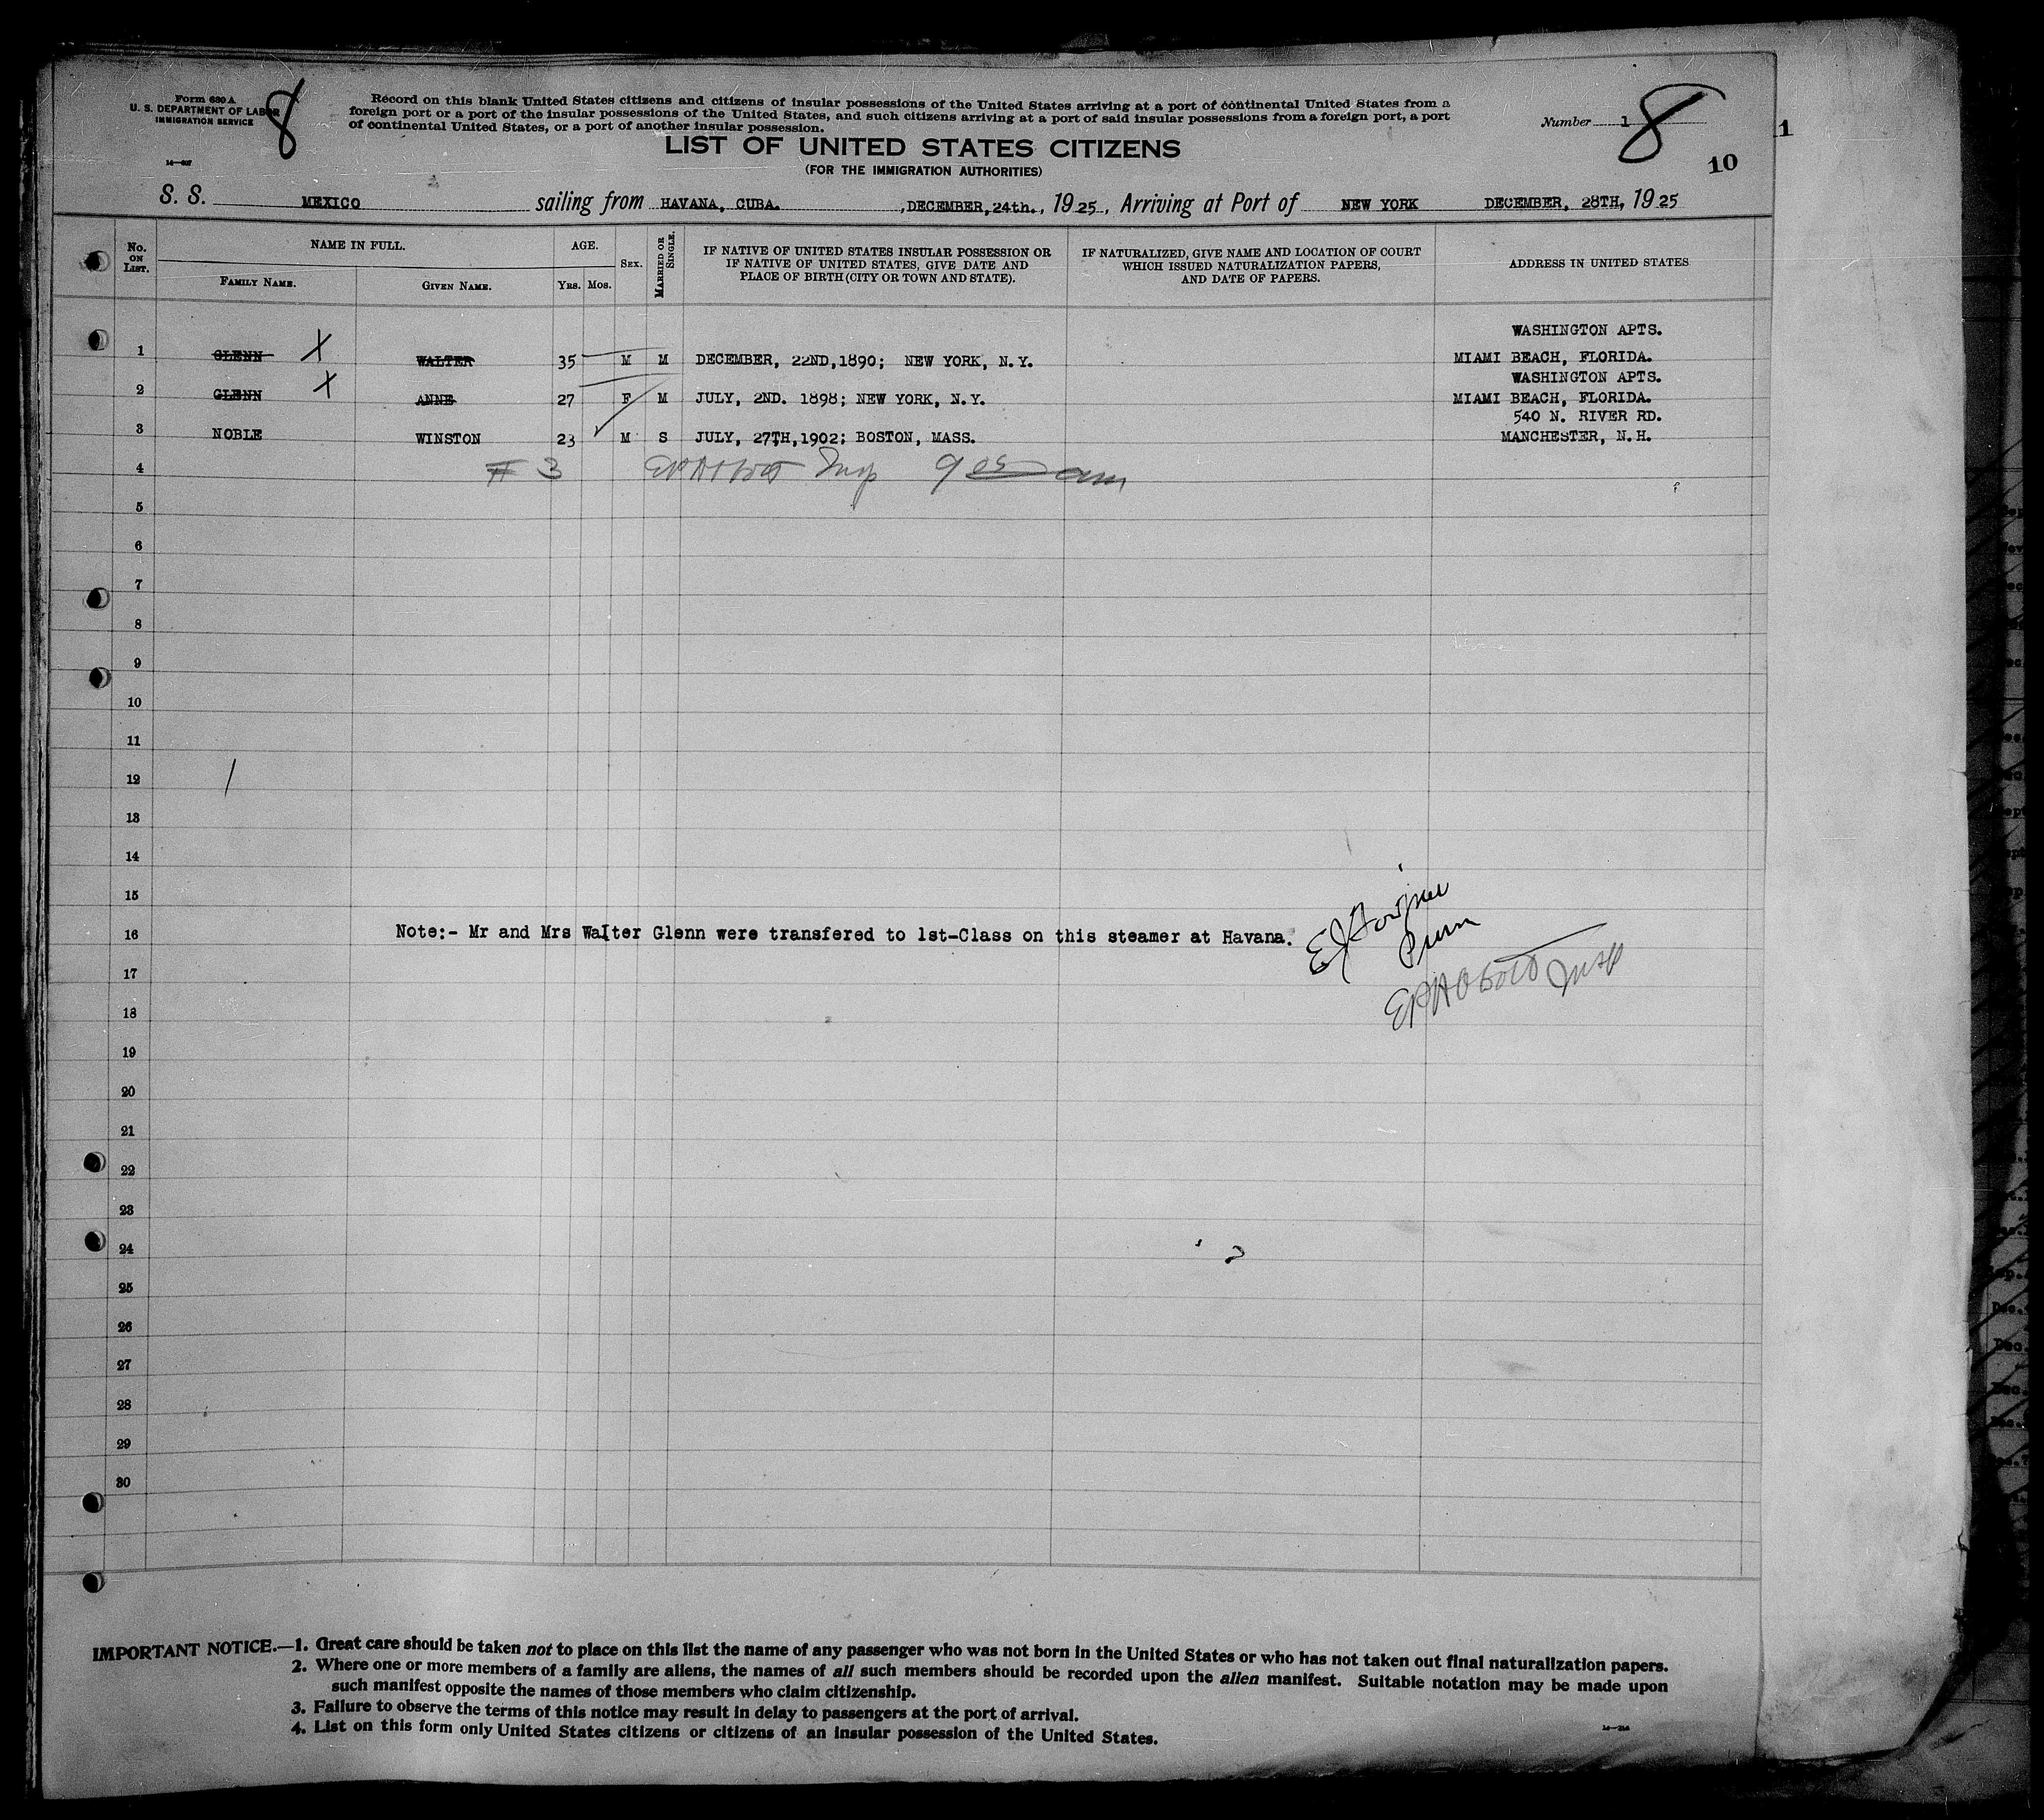 Form 630 A
U. S. DEPARTMENT OF LABOR
IMMIGRATION SERVICE
8
Record on this blank United States citizens and citizens of insular possessions of the United States arriving at a port of continental United States from a
foreign port or a port of the insular possessions of the United States, and such citizens arriving at a port of said insular possessions from a foreign port, a port
of continental United States, or a port of another insular possession.
Number 1
8
1
10
LIST OF UNITED STATES CITIZENS
(FOR THE IMMIGRATION AUTHORITIES)
S. S. MEXICO sailing from HAVANA, CUBA. ,DECEMBER,24th., 1925, Arriving at Port of NEW YORK DECEMBER, 28TH, 1925
No. ON LIST. NAME IN FULL. AGE. SEX. MARRIED OR SINGLE. IF NATIVE OF UNITED STATES INSULAR POSSESSION OR
IF NATIVE OF UNITED STATES, GIVE DATE AND
PLACE OF BIRTH (CITY OR TOWN AND STATE).
IF NATURALIZED, GIVE NAME AND LOCATION OF COURT
WHICH ISSUED NATURALIZATION PAPERS,
AND DATE OF PAPERS.
ADDRESS IN UNITED STATES
FAMILY NAME. GIVEN NAME. YRS. MOS.
WASHINGTON APTS.
1 GLENN X WALTER 35 M M DECEMBER, 22ND,1890; NEW YORK, N.Y. MIAMI BEACH, FLORIDA.
WASHINGTON APTS.
2 GLENN X ANNE 27 F M JULY, 2ND. 1898; NEW YORK, N.Y. MIAMI BEACH, FLORIDA.
540 N. RIVER RD.
3 NOBLE WINSTON 23 M S JULY, 27TH,1902; BOSTON, MASS. MANCHESTER, N.H.
4 # 3 Insp 9 05 am
5
6
7
8
9
10
11
12
13
14
15
16 Note:- Mr and Mrs Walter Glenn were transfered to 1st-Class on this steamer at Havana.
17
18
19
20
21
22
23
24
25
26
27
28
29
30
IMPORTANT NOTICE.—1. Great care should be taken not to place on this list the name of any passenger who was not born in the United States or who has not taken out final naturalization papers.
2. Where one or more members of a family are aliens, the names of all such members should be recorded upon the alien manifest. Suitable notation may be made upon
such manifest opposite the names of those members who claim citizenship.
3. Failure to observe the terms of this notice may result in delay to passengers at the port of arrival.
4. List on this form only United States citizens or citizens of an insular possession of the United States.